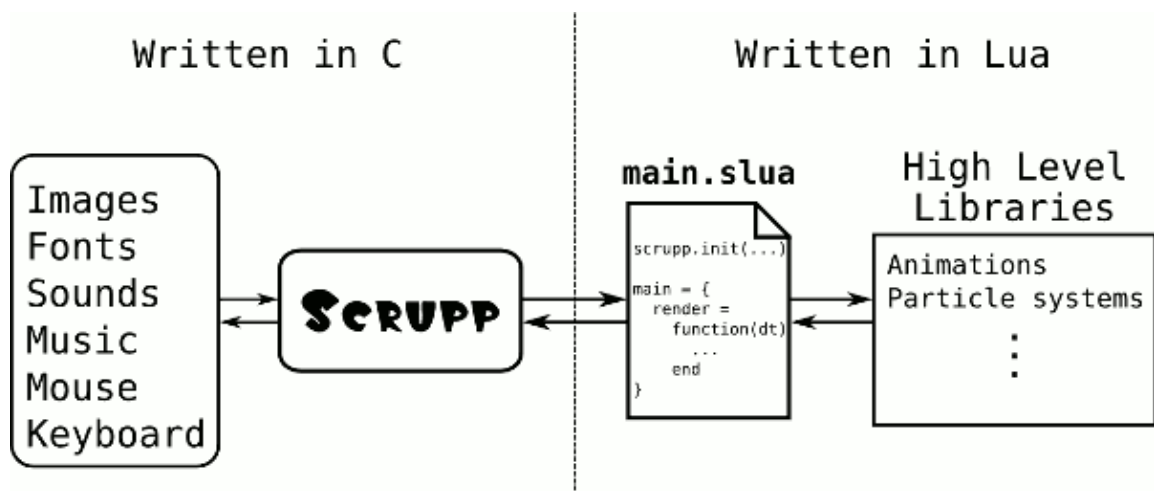 Written in C
Written in Lua
Images
Fonts
Sounds
Music
Mouse
Keyboard
SCRUPP
main.slua
scrupp.init(...)
main = {
render =
function(dt)
...
end
}
High Level
Libraries
Animations
Particle systems